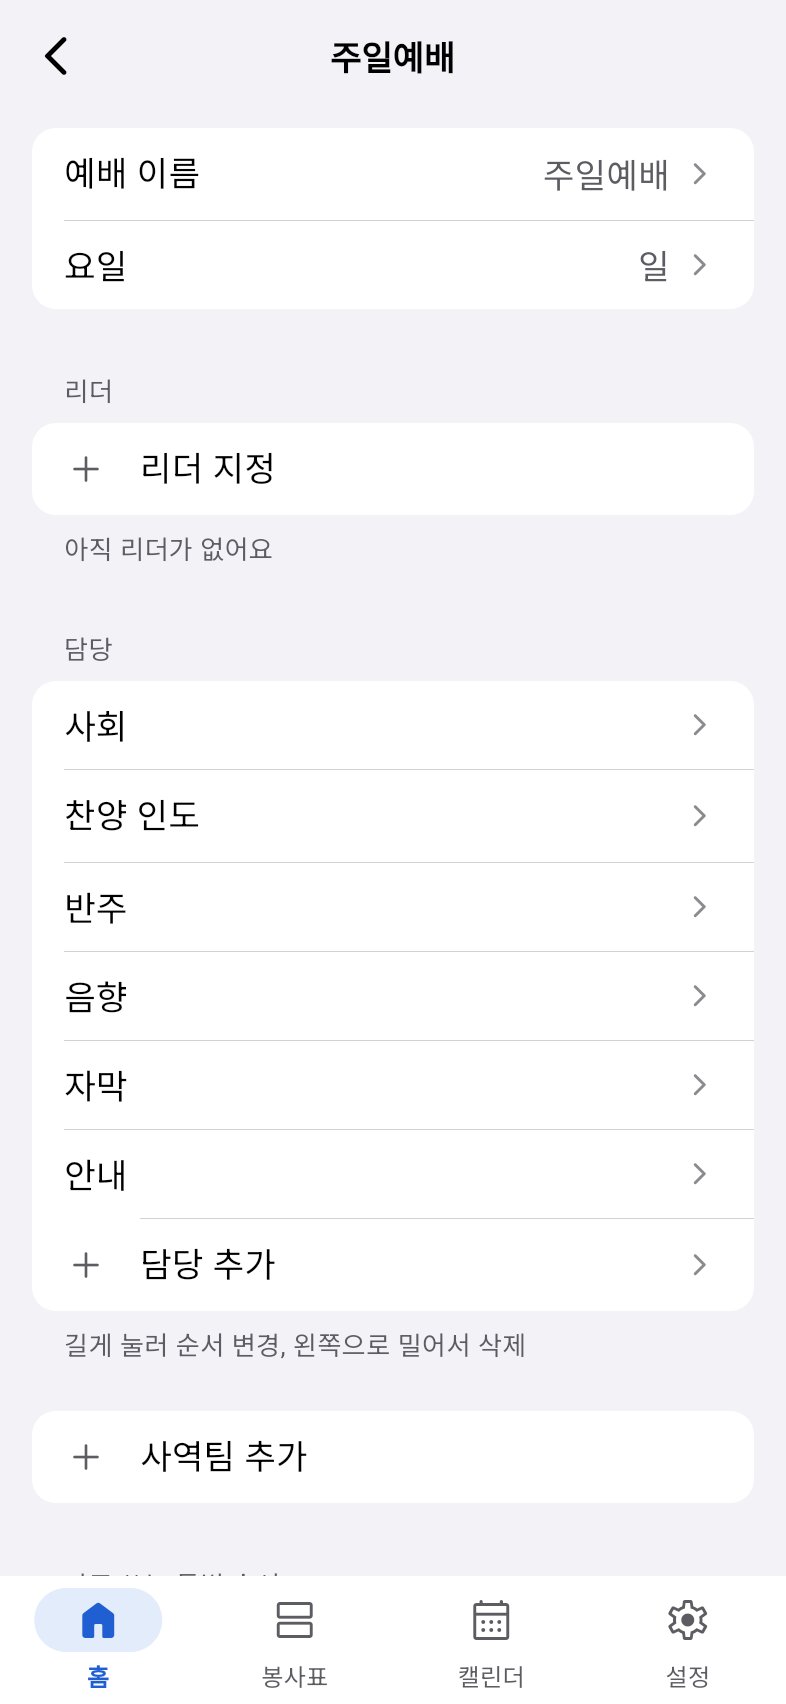 주일예배
예배 이름 주일예배
요일 일
리더
리더 지정
아직 리더가 없어요
담당
사회
찬양 인도
반주
음향
자막
안내
담당 추가
길게 눌러 순서 변경, 왼쪽으로 밀어서 삭제
사역팀 추가
홈 봉사표 캘린더 설정